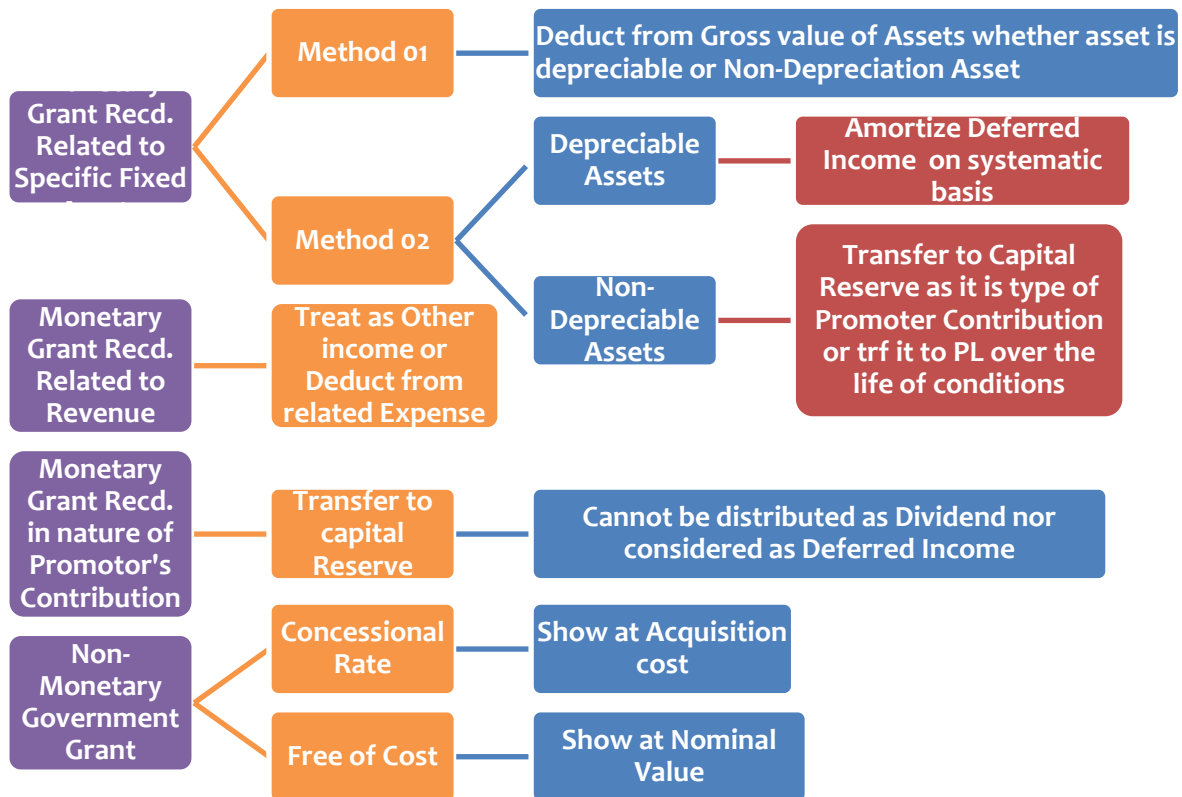 Grant Recd.
Related to
Specific Fixed
Method 01
Deduct from Gross value of Assets whether asset is
depreciable or Non-Depreciation Asset
Method 02
Depreciable
Assets
Amortize Deferred
Income on systematic
basis
Non-
Depreciable
Assets
Transfer to Capital
Reserve as it is type of
Promoter Contribution
or trf it to PL over the
life of conditions
Monetary
Grant Recd.
Related to
Revenue
Treat as Other
income or
Deduct from
related Expense
Monetary
Grant Recd.
in nature of
Promotor's
Contribution
Transfer to
capital
Reserve
Cannot be distributed as Dividend nor
considered as Deferred Income
Non-
Monetary
Government
Grant
Concessional
Rate
Show at Acquisition
cost
Free of Cost
Show at Nominal
Value